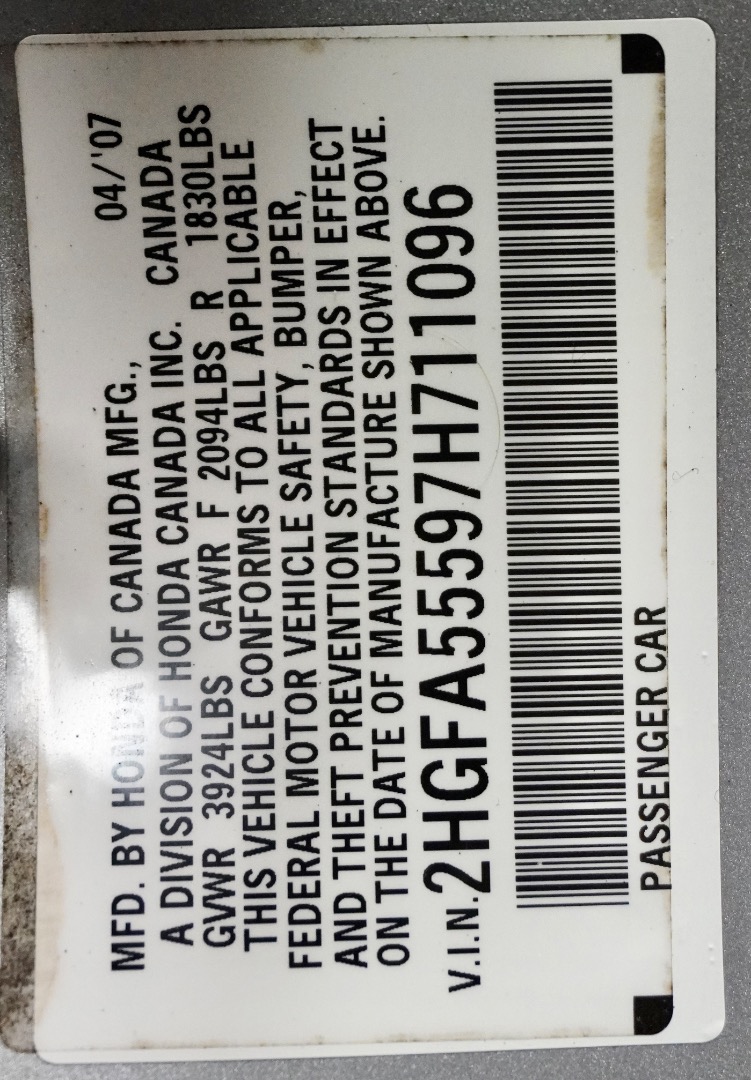 MFD. BY HONDA OF CANADA MFG., 04/'07
A DIVISION OF HONDA CANADA INC. CANADA
GVWR 3924LBS GAWR F 2094LBS R 1830LBS
THIS VEHICLE CONFORMS TO ALL APPLICABLE
FEDERAL MOTOR VEHICLE SAFETY, BUMPER,
AND THEFT PREVENTION STANDARDS IN EFFECT
ON THE DATE OF MANUFACTURE SHOWN ABOVE.
V.I.N. 2HGFA55597H711096
PASSENGER CAR